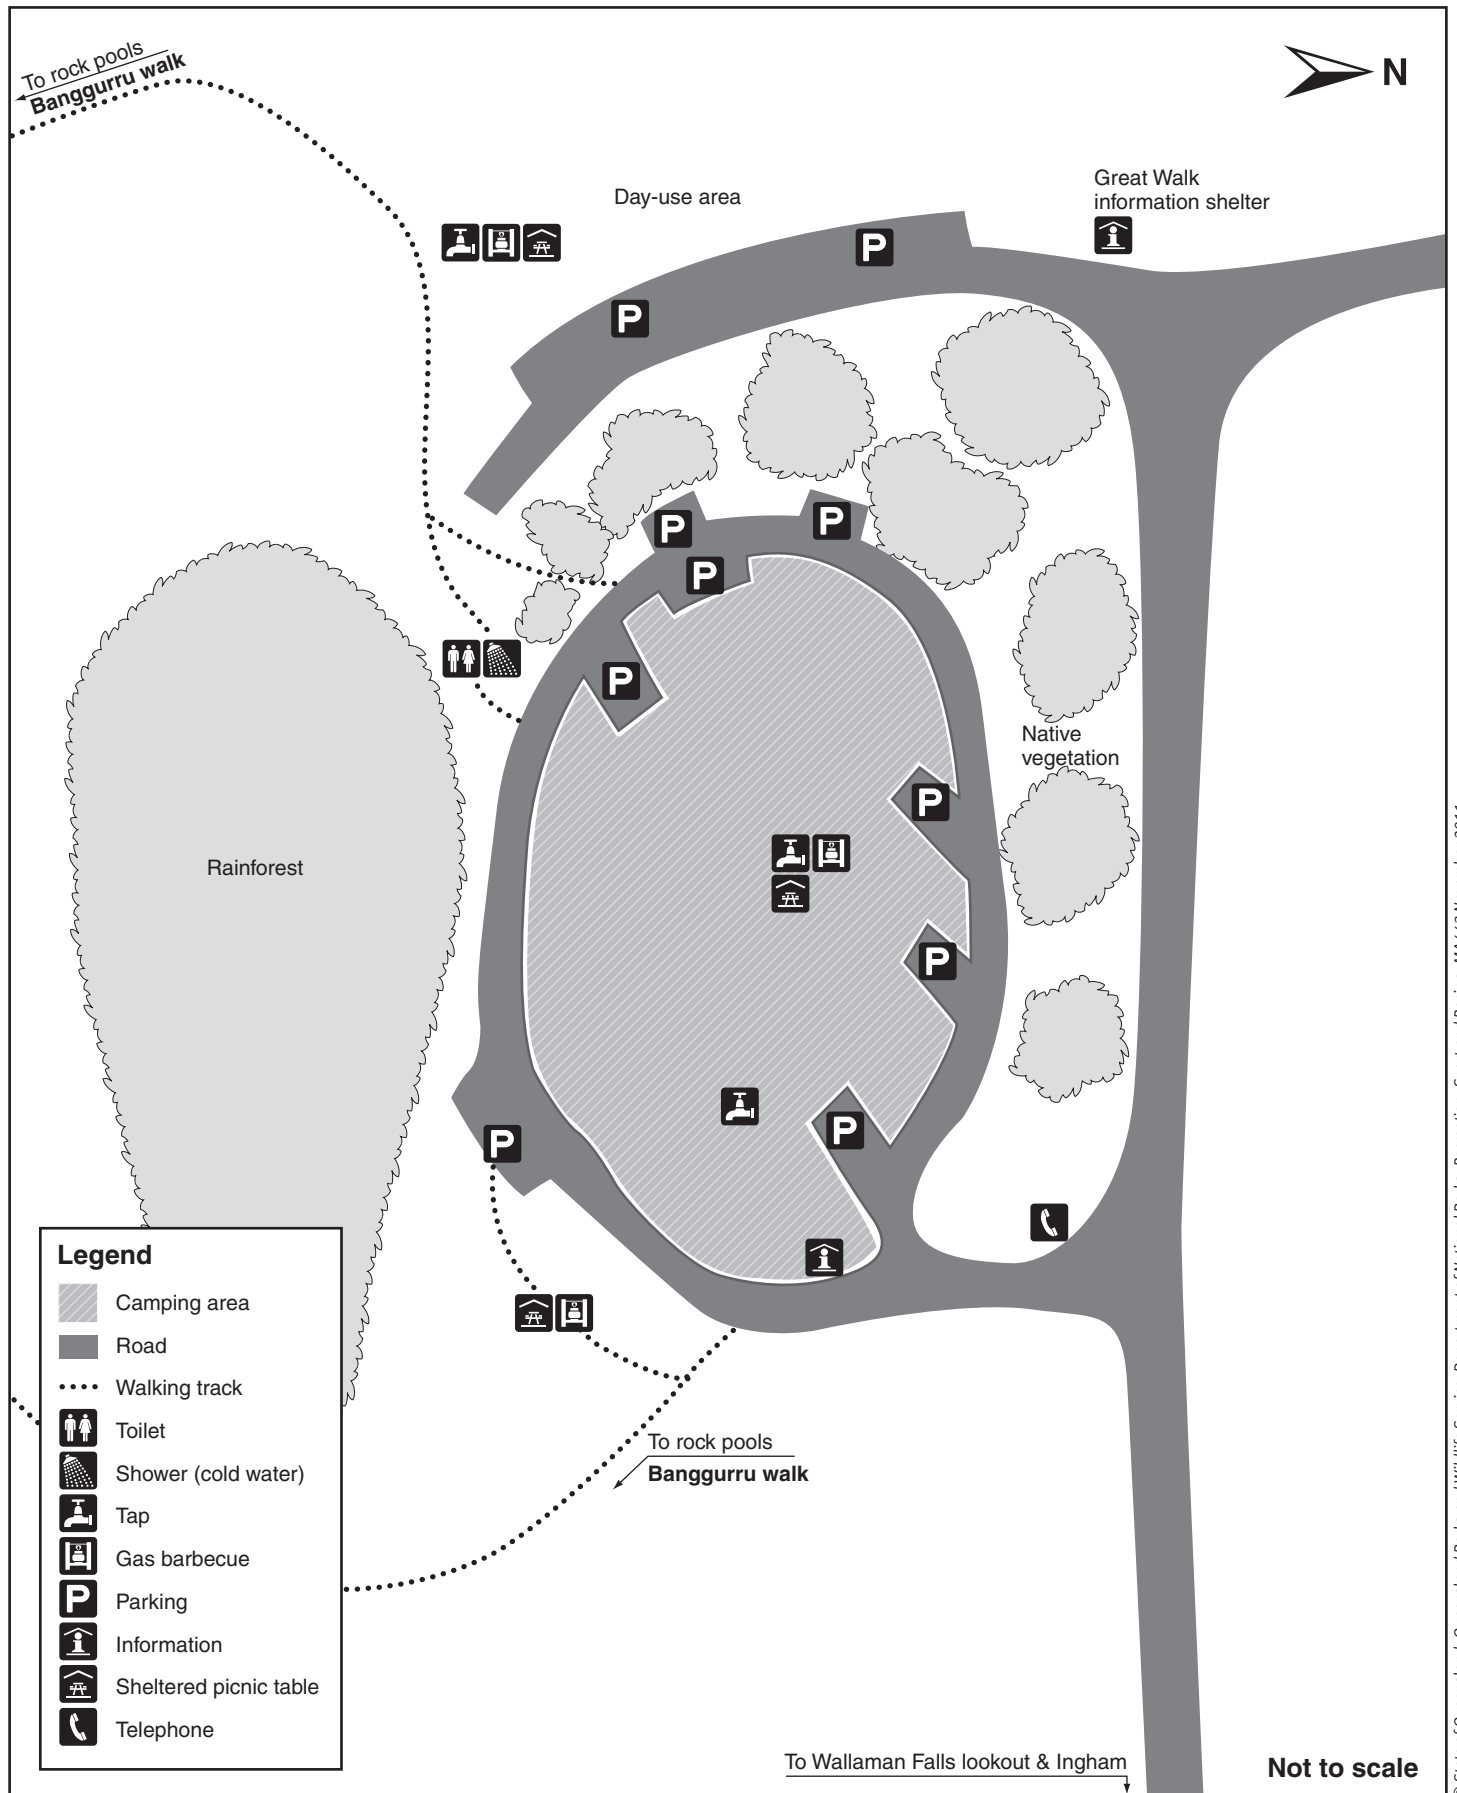 To rock pools
Banggurru walk
N
Day-use area
Great Walk
information shelter
P
P
P
P
P
P
Native
vegetation
P
Rainforest
P
P
P
Legend
Camping area
Road
Walking track
Toilet
Shower (cold water)
Tap
Gas barbecue
P
Parking
Information
Sheltered picnic table
Telephone
To rock pools
Banggurru walk
To Wallaman Falls lookout & Ingham
Not to scale